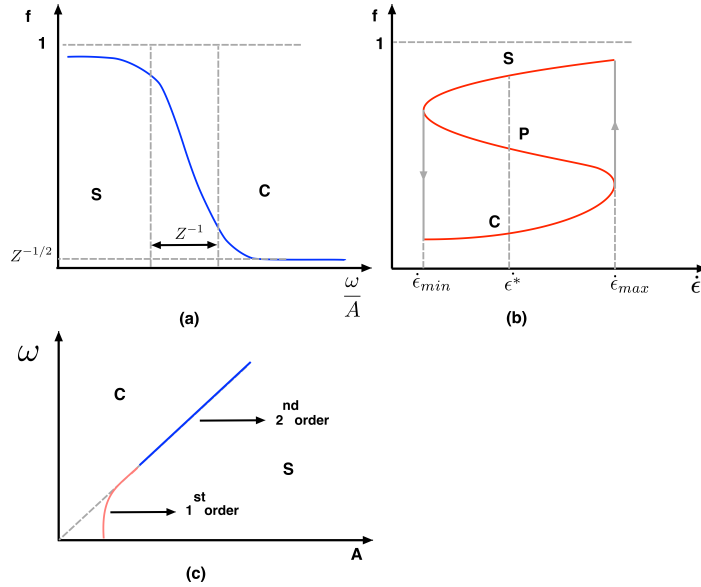 f
1
S
C
Z^{-1}
Z^{-1/2}
ω/A
(a)
f
1
S
P
C
ε̇_{min}
ε̇*
ε̇_{max}
ε̇
(b)
ω
C
nd
2 order
S
st
1 order
A
(c)